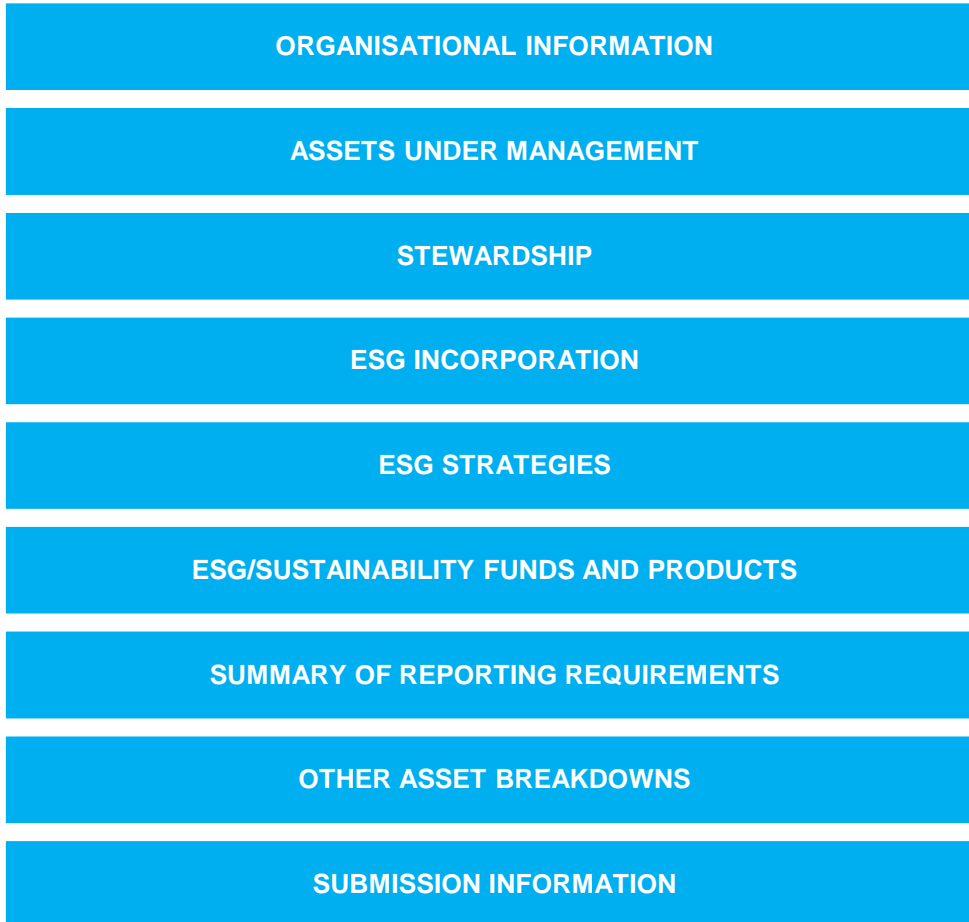 ORGANISATIONAL INFORMATION
ASSETS UNDER MANAGEMENT
STEWARDSHIP
ESG INCORPORATION
ESG STRATEGIES
ESG/SUSTAINABILITY FUNDS AND PRODUCTS
SUMMARY OF REPORTING REQUIREMENTS
OTHER ASSET BREAKDOWNS
SUBMISSION INFORMATION